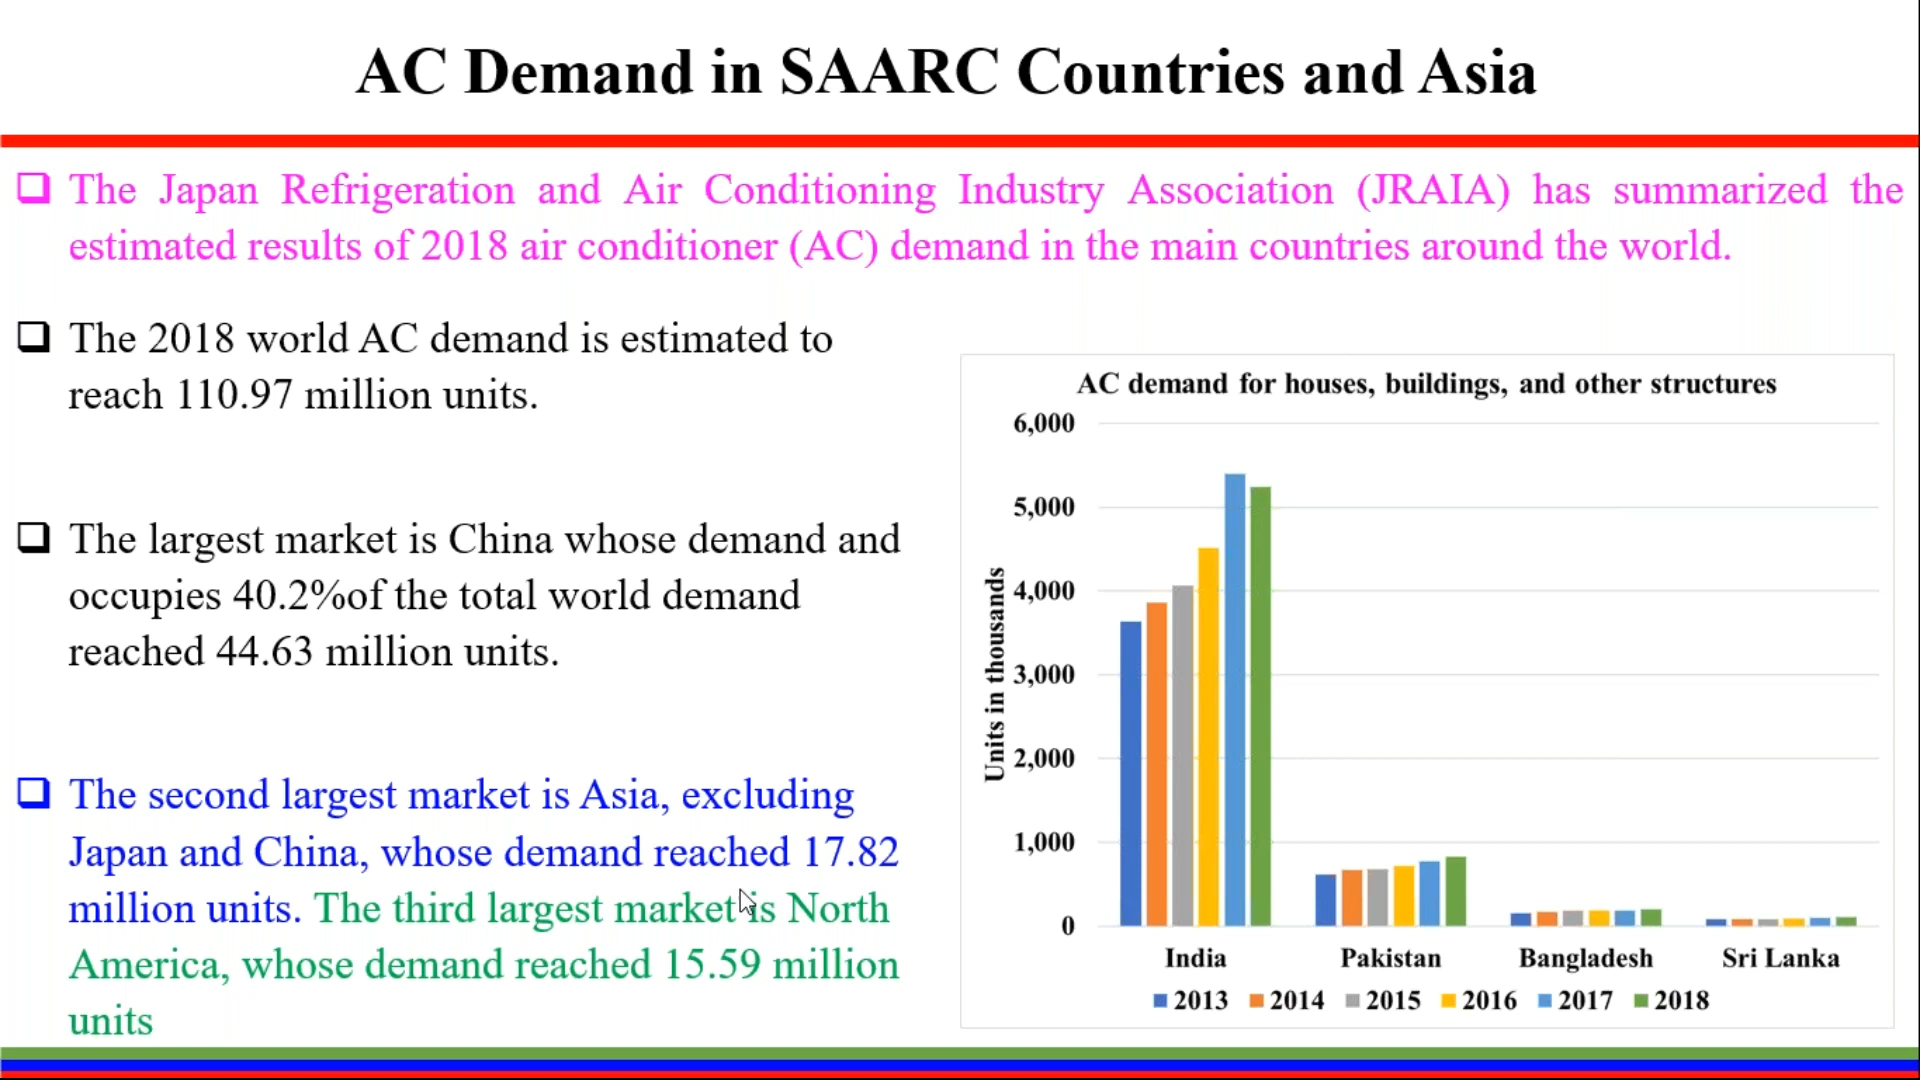 AC Demand in SAARC Countries and Asia
The Japan Refrigeration and Air Conditioning Industry Association (JRAIA) has summarized the
estimated results of 2018 air conditioner (AC) demand in the main countries around the world.
The 2018 world AC demand is estimated to
reach 110.97 million units.
The largest market is China whose demand and
occupies 40.2%of the total world demand
reached 44.63 million units.
The second largest market is Asia, excluding
Japan and China, whose demand reached 17.82
million units. The third largest market is North
America, whose demand reached 15.59 million
units
AC demand for houses, buildings, and other structures
Units in thousands
6,000
5,000
4,000
3,000
2,000
1,000
0
India Pakistan Bangladesh Sri Lanka
2013 2014 2015 2016 2017 2018